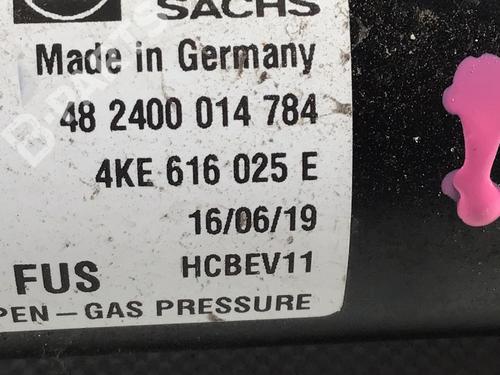 SACHS
Made in Germany
48 2400 014 784
4KE 616 025 E
16/06/19
FUS HCBEV11
PEN-GAS PRESSURE
B-PARTS